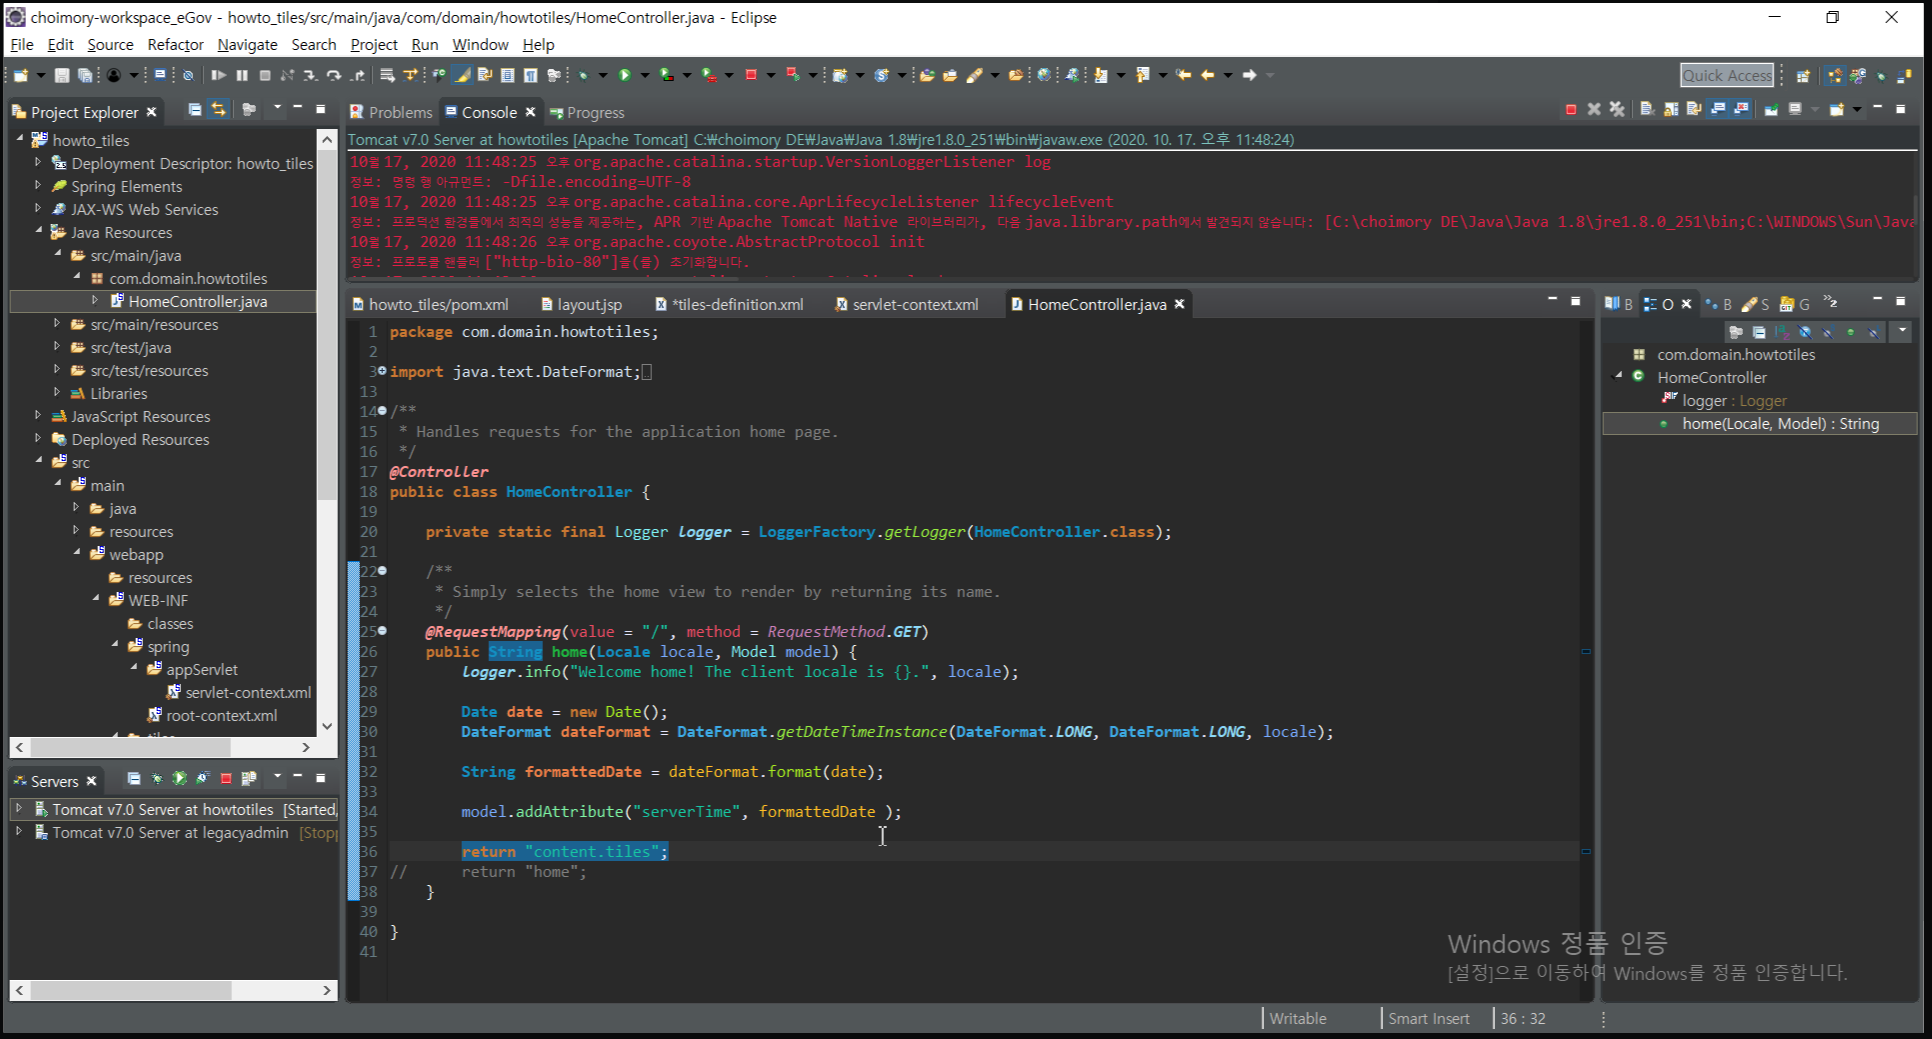 choimory-workspace_eGov - howto_tiles/src/main/java/com/domain/howtotiles/HomeController.java - Eclipse
File Edit Source Refactor Navigate Search Project Run Window Help
Quick Access
Project Explorer
howto_tiles
Deployment Descriptor: howto_tiles
Spring Elements
JAX-WS Web Services
Java Resources
src/main/java
com.domain.howtotiles
HomeController.java
src/main/resources
src/test/java
src/test/resources
Libraries
JavaScript Resources
Deployed Resources
src
main
java
resources
webapp
resources
WEB-INF
classes
spring
appServlet
servlet-context.xml
root-context.xml
Servers
Tomcat v7.0 Server at howtotiles [Started,
Tomcat v7.0 Server at legacyadmin [Stopp
Problems Console Progress
Tomcat v7.0 Server at howtotiles [Apache Tomcat] C:₩choimory DE₩Java₩Java 1.8₩jre1.8.0_251₩bin₩javaw.exe (2020. 10. 17. 오후 11:48:24)
10월 17, 2020 11:48:25 오후 org.apache.catalina.startup.VersionLoggerListener log
정보: 명령 행 아규먼트: -Dfile.encoding=UTF-8
10월 17, 2020 11:48:25 오후 org.apache.catalina.core.AprLifecycleListener lifecycleEvent
정보: 프로덕션 환경들에서 최적의 성능을 제공하는, APR 기반 Apache Tomcat Native 라이브러리가, 다음 java.library.path에서 발견되지 않습니다: [C:\choimory DE\Java\Java 1.8\jre1.8.0_251\bin;C:\WINDOWS\Sun\Java
10월 17, 2020 11:48:26 오후 org.apache.coyote.AbstractProtocol init
정보: 프로토콜 핸들러 ["http-bio-80"]을(를) 초기화합니다.
howto_tiles/pom.xml layout.jsp *tiles-definition.xml servlet-context.xml HomeController.java
1 package com.domain.howtotiles;
2
3 import java.text.DateFormat;
13
14 /**
15 * Handles requests for the application home page.
16 */
17 @Controller
18 public class HomeController {
19
20 private static final Logger logger = LoggerFactory.getLogger(HomeController.class);
21
22 /**
23 * Simply selects the home view to render by returning its name.
24 */
25 @RequestMapping(value = "/", method = RequestMethod.GET)
26 public String home(Locale locale, Model model) {
27 logger.info("Welcome home! The client locale is {}.", locale);
28
29 Date date = new Date();
30 DateFormat dateFormat = DateFormat.getDateTimeInstance(DateFormat.LONG, DateFormat.LONG, locale);
31
32 String formattedDate = dateFormat.format(date);
33
34 model.addAttribute("serverTime", formattedDate );
35
36 return "content.tiles";
37 // return "home";
38 }
39
40 }
41
B O B S G »2
com.domain.howtotiles
HomeController
logger : Logger
home(Locale, Model) : String
Windows 정품 인증
[설정]으로 이동하여 Windows를 정품 인증합니다.
Writable Smart Insert 36 : 32